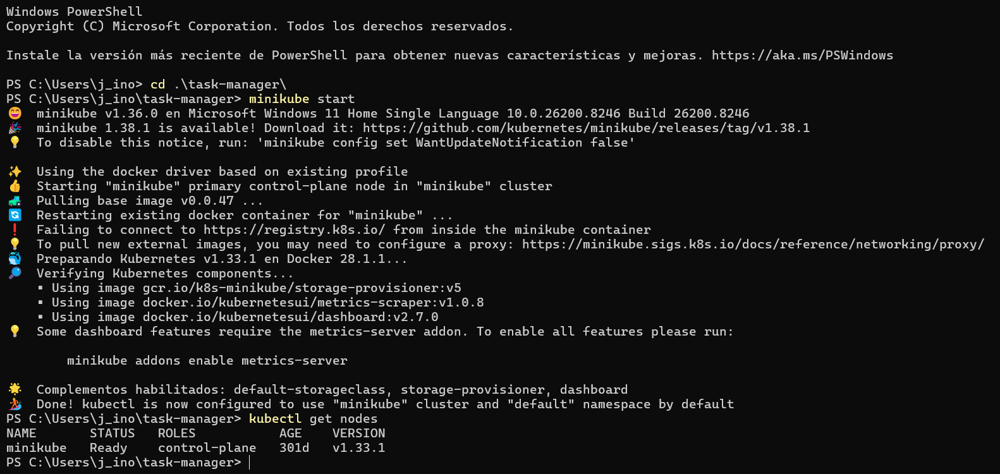 Windows PowerShell
Copyright (C) Microsoft Corporation. Todos los derechos reservados.
Instale la versión más reciente de PowerShell para obtener nuevas características y mejoras. https://aka.ms/PSWindows
PS C:\Users\j_ino> cd .\task-manager\
PS C:\Users\j_ino\task-manager> minikube start
minikube v1.36.0 en Microsoft Windows 11 Home Single Language 10.0.26200.8246 Build 26200.8246
minikube 1.38.1 is available! Download it: https://github.com/kubernetes/minikube/releases/tag/v1.38.1
To disable this notice, run: 'minikube config set WantUpdateNotification false'
Using the docker driver based on existing profile
Starting "minikube" primary control-plane node in "minikube" cluster
Pulling base image v0.0.47 ...
Restarting existing docker container for "minikube" ...
Failing to connect to https://registry.k8s.io/ from inside the minikube container
To pull new external images, you may need to configure a proxy: https://minikube.sigs.k8s.io/docs/reference/networking/proxy/
Preparando Kubernetes v1.33.1 en Docker 28.1.1...
Verifying Kubernetes components...
▪ Using image gcr.io/k8s-minikube/storage-provisioner:v5
▪ Using image docker.io/kubernetesui/metrics-scraper:v1.0.8
▪ Using image docker.io/kubernetesui/dashboard:v2.7.0
Some dashboard features require the metrics-server addon. To enable all features please run:
minikube addons enable metrics-server
Complementos habilitados: default-storageclass, storage-provisioner, dashboard
Done! kubectl is now configured to use "minikube" cluster and "default" namespace by default
PS C:\Users\j_ino\task-manager> kubectl get nodes
NAME STATUS ROLES AGE VERSION
minikube Ready control-plane 301d v1.33.1
PS C:\Users\j_ino\task-manager>